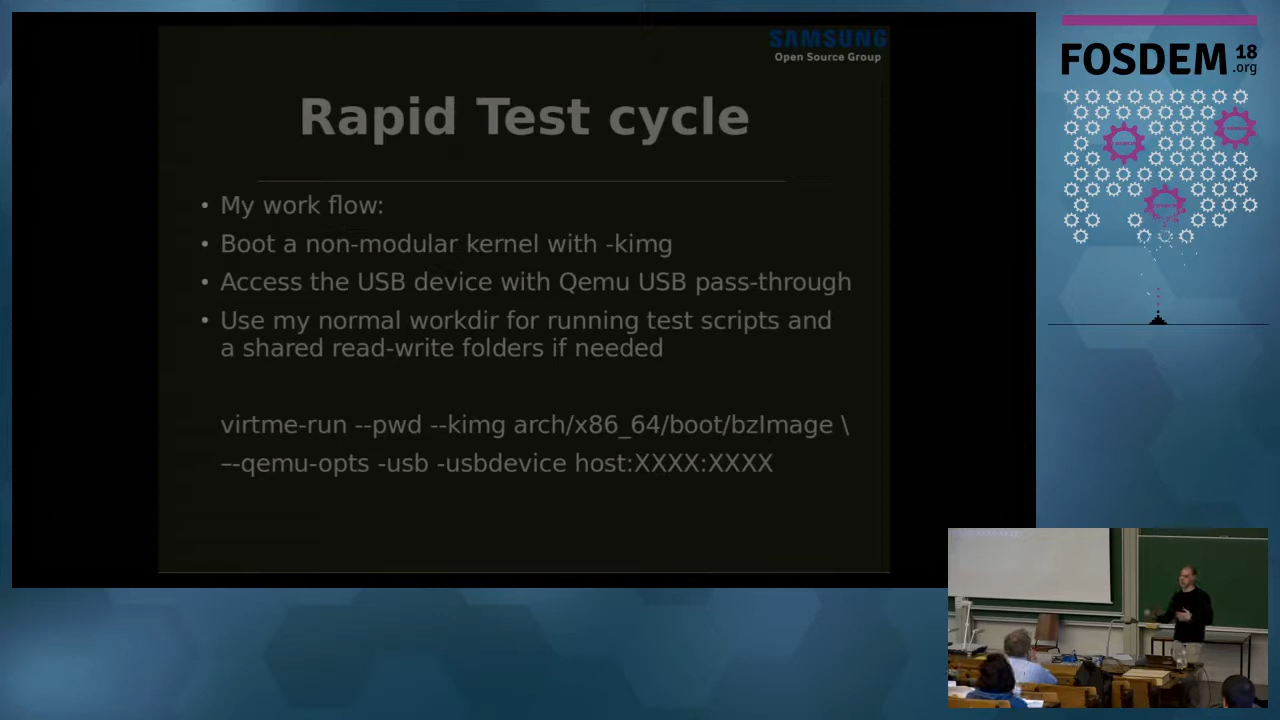 SAMSUNG
Open Source Group
Rapid Test cycle
• My work flow:
• Boot a non-modular kernel with -kimg
• Access the USB device with Qemu USB pass-through
• Use my normal workdir for running test scripts and
a shared read-write folders if needed
virtme-run --pwd --kimg arch/x86_64/boot/bzImage \
–-qemu-opts -usb -usbdevice host:XXXX:XXXX
FOSDEM 18
.org